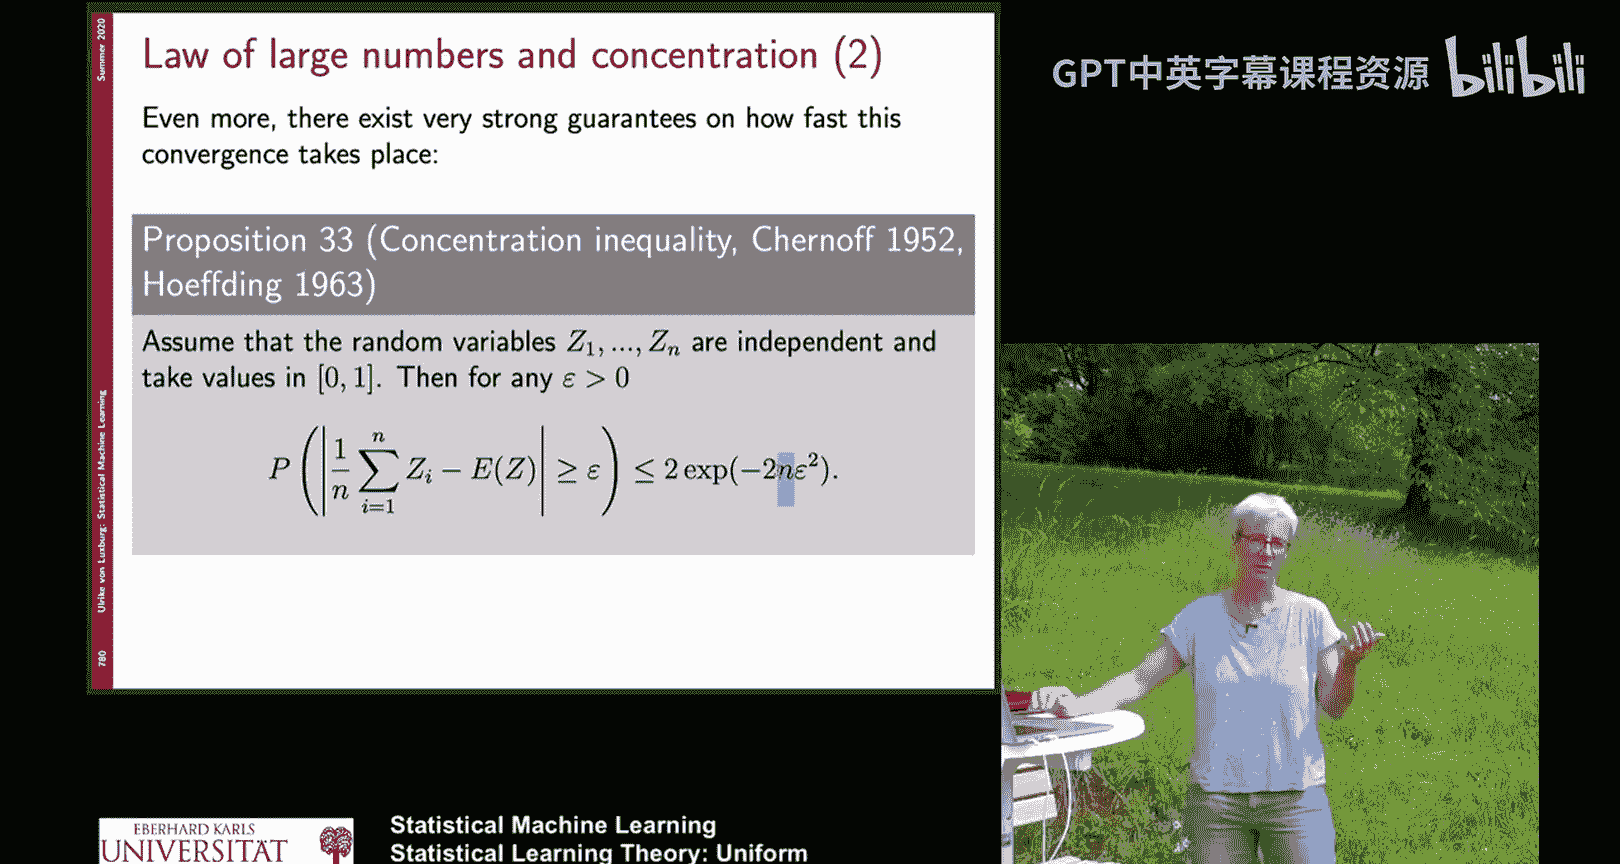 Summer 2020
Law of large numbers and concentration (2)
Even more, there exist very strong guarantees on how fast this
convergence takes place:
Proposition 33 (Concentration inequality, Chernoff 1952,
Hoeffding 1963)
Assume that the random variables Z₁, ..., Zₙ are independent and
take values in [0, 1]. Then for any ε > 0
P(|1/n ∑ᵢ₌₁ⁿ Zᵢ − E(Z)| ≥ ε) ≤ 2 exp(−2nε²).
Ulrike von Luxburg: Statistical Machine Learning
780
GPT中英字幕课程资源
bilibili
EBERHARD KARLS
UNIVERSITÄT
Statistical Machine Learning
Statistical Learning Theory: Uniform